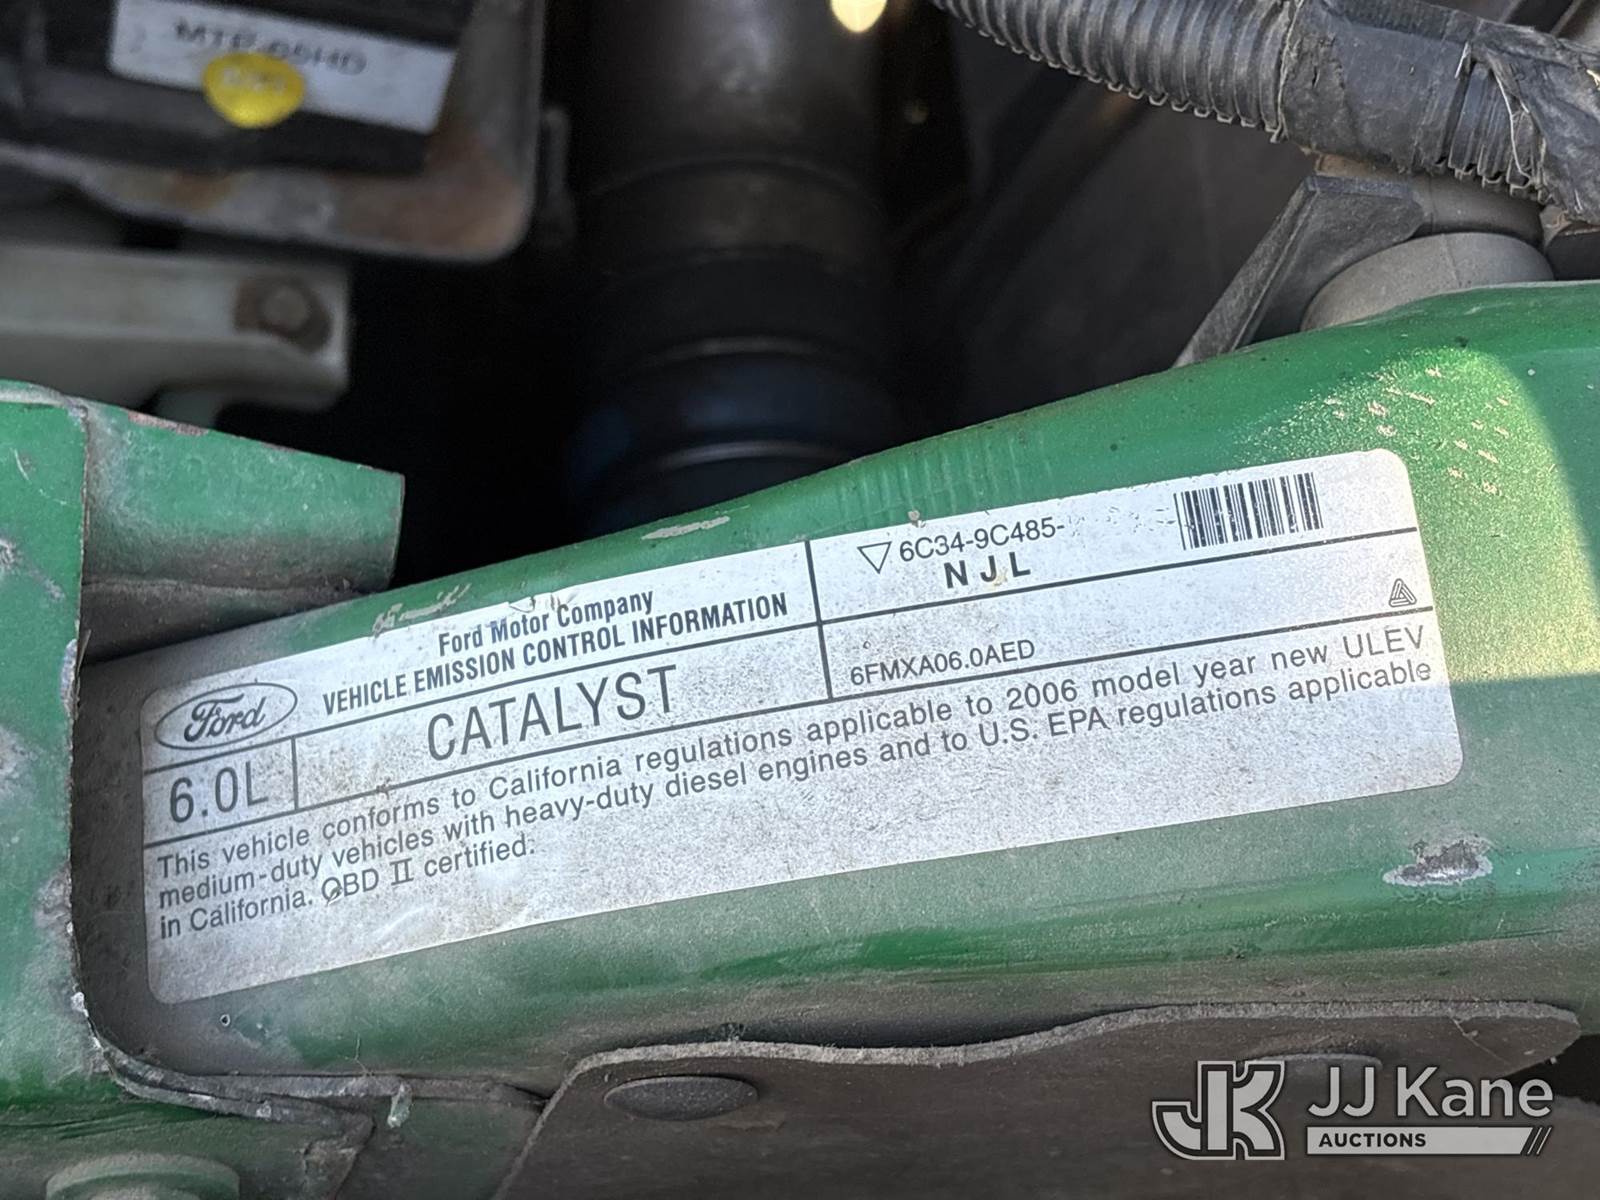 MTP-65HD
6C34-9C485-
N J L
Ford Motor Company
VEHICLE EMISSION CONTROL INFORMATION
Ford
CATALYST
6FMXA06.0AED
6.0L
This vehicle conforms to California regulations applicable to 2006 model year new ULEV
medium-duty vehicles with heavy-duty diesel engines and to U.S. EPA regulations applicable
in California. OBD II certified.
JK JJ Kane
AUCTIONS